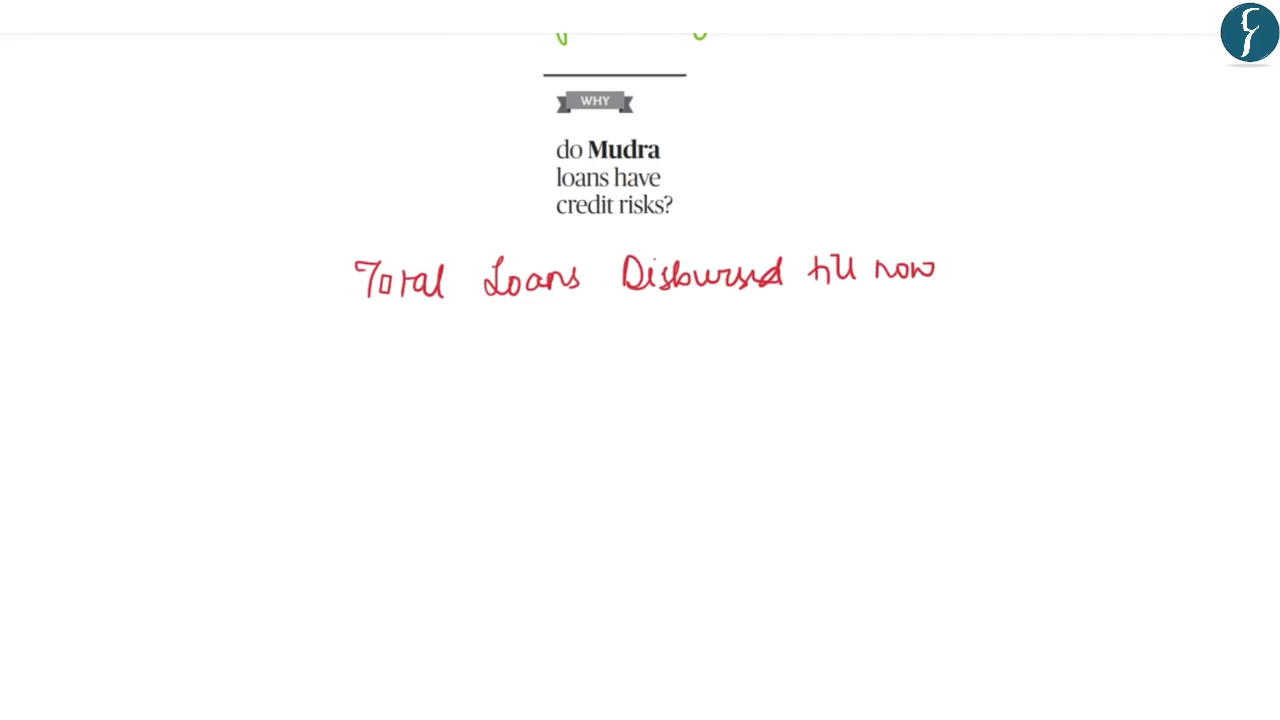 WHY
do Mudra
loans have
credit risks?
Total Loans Disbursed till now